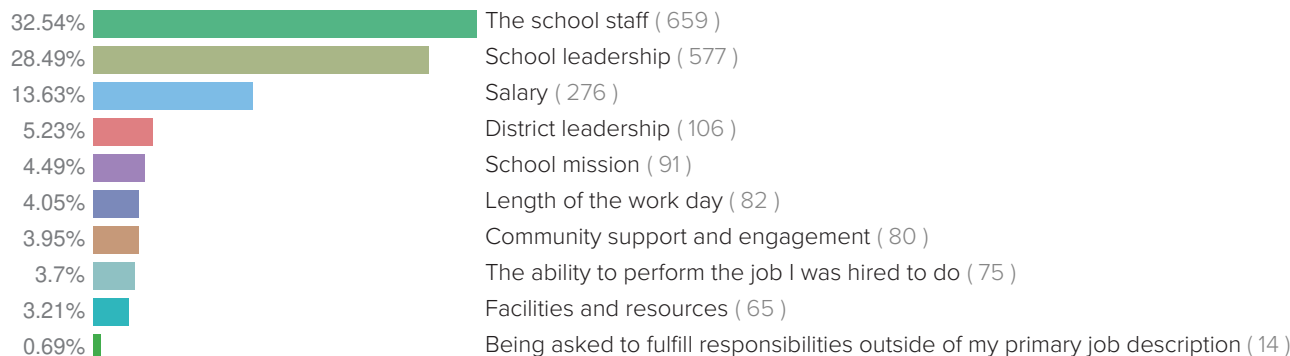 32.54% The school staff ( 659 )
28.49% School leadership ( 577 )
13.63% Salary ( 276 )
5.23% District leadership ( 106 )
4.49% School mission ( 91 )
4.05% Length of the work day ( 82 )
3.95% Community support and engagement ( 80 )
3.7% The ability to perform the job I was hired to do ( 75 )
3.21% Facilities and resources ( 65 )
0.69% Being asked to fulfill responsibilities outside of my primary job description ( 14 )